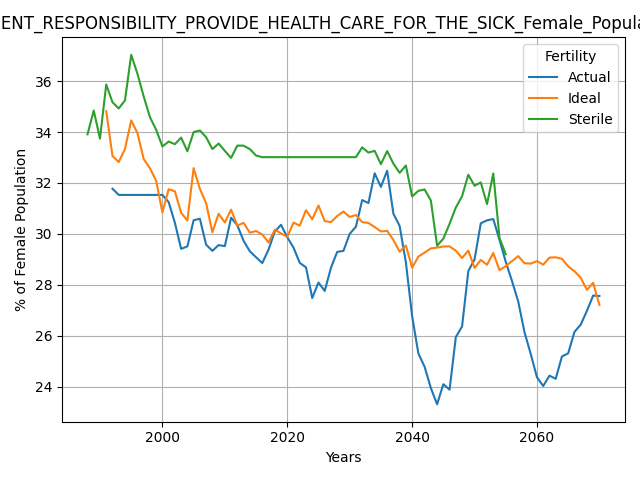 ENT_RESPONSIBILITY_PROVIDE_HEALTH_CARE_FOR_THE_SICK_Female_Popula
Fertility
Actual
Ideal
Sterile
% of Female Population
36
34
32
30
28
26
24
2000
2020
2040
2060
Years